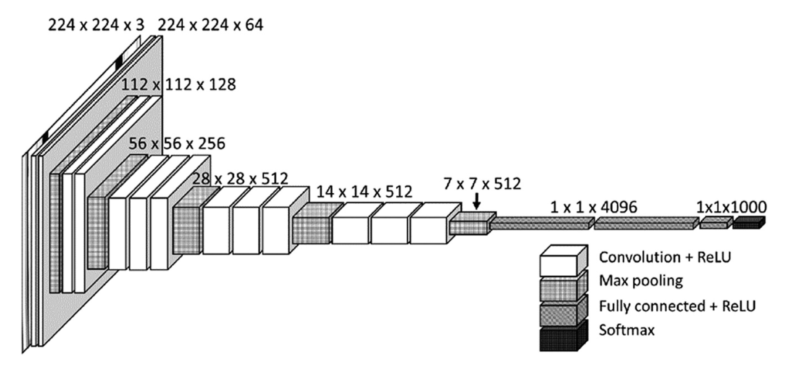 224 x 224 x 3
224 x 224 x 64
112 x 112 x 128
56 x 56 x 256
28 x 28 x 512
14 x 14 x 512
7 x 7 x 512
1 x 1 x 4096
1x1x1000
Convolution + ReLU
Max pooling
Fully connected + ReLU
Softmax